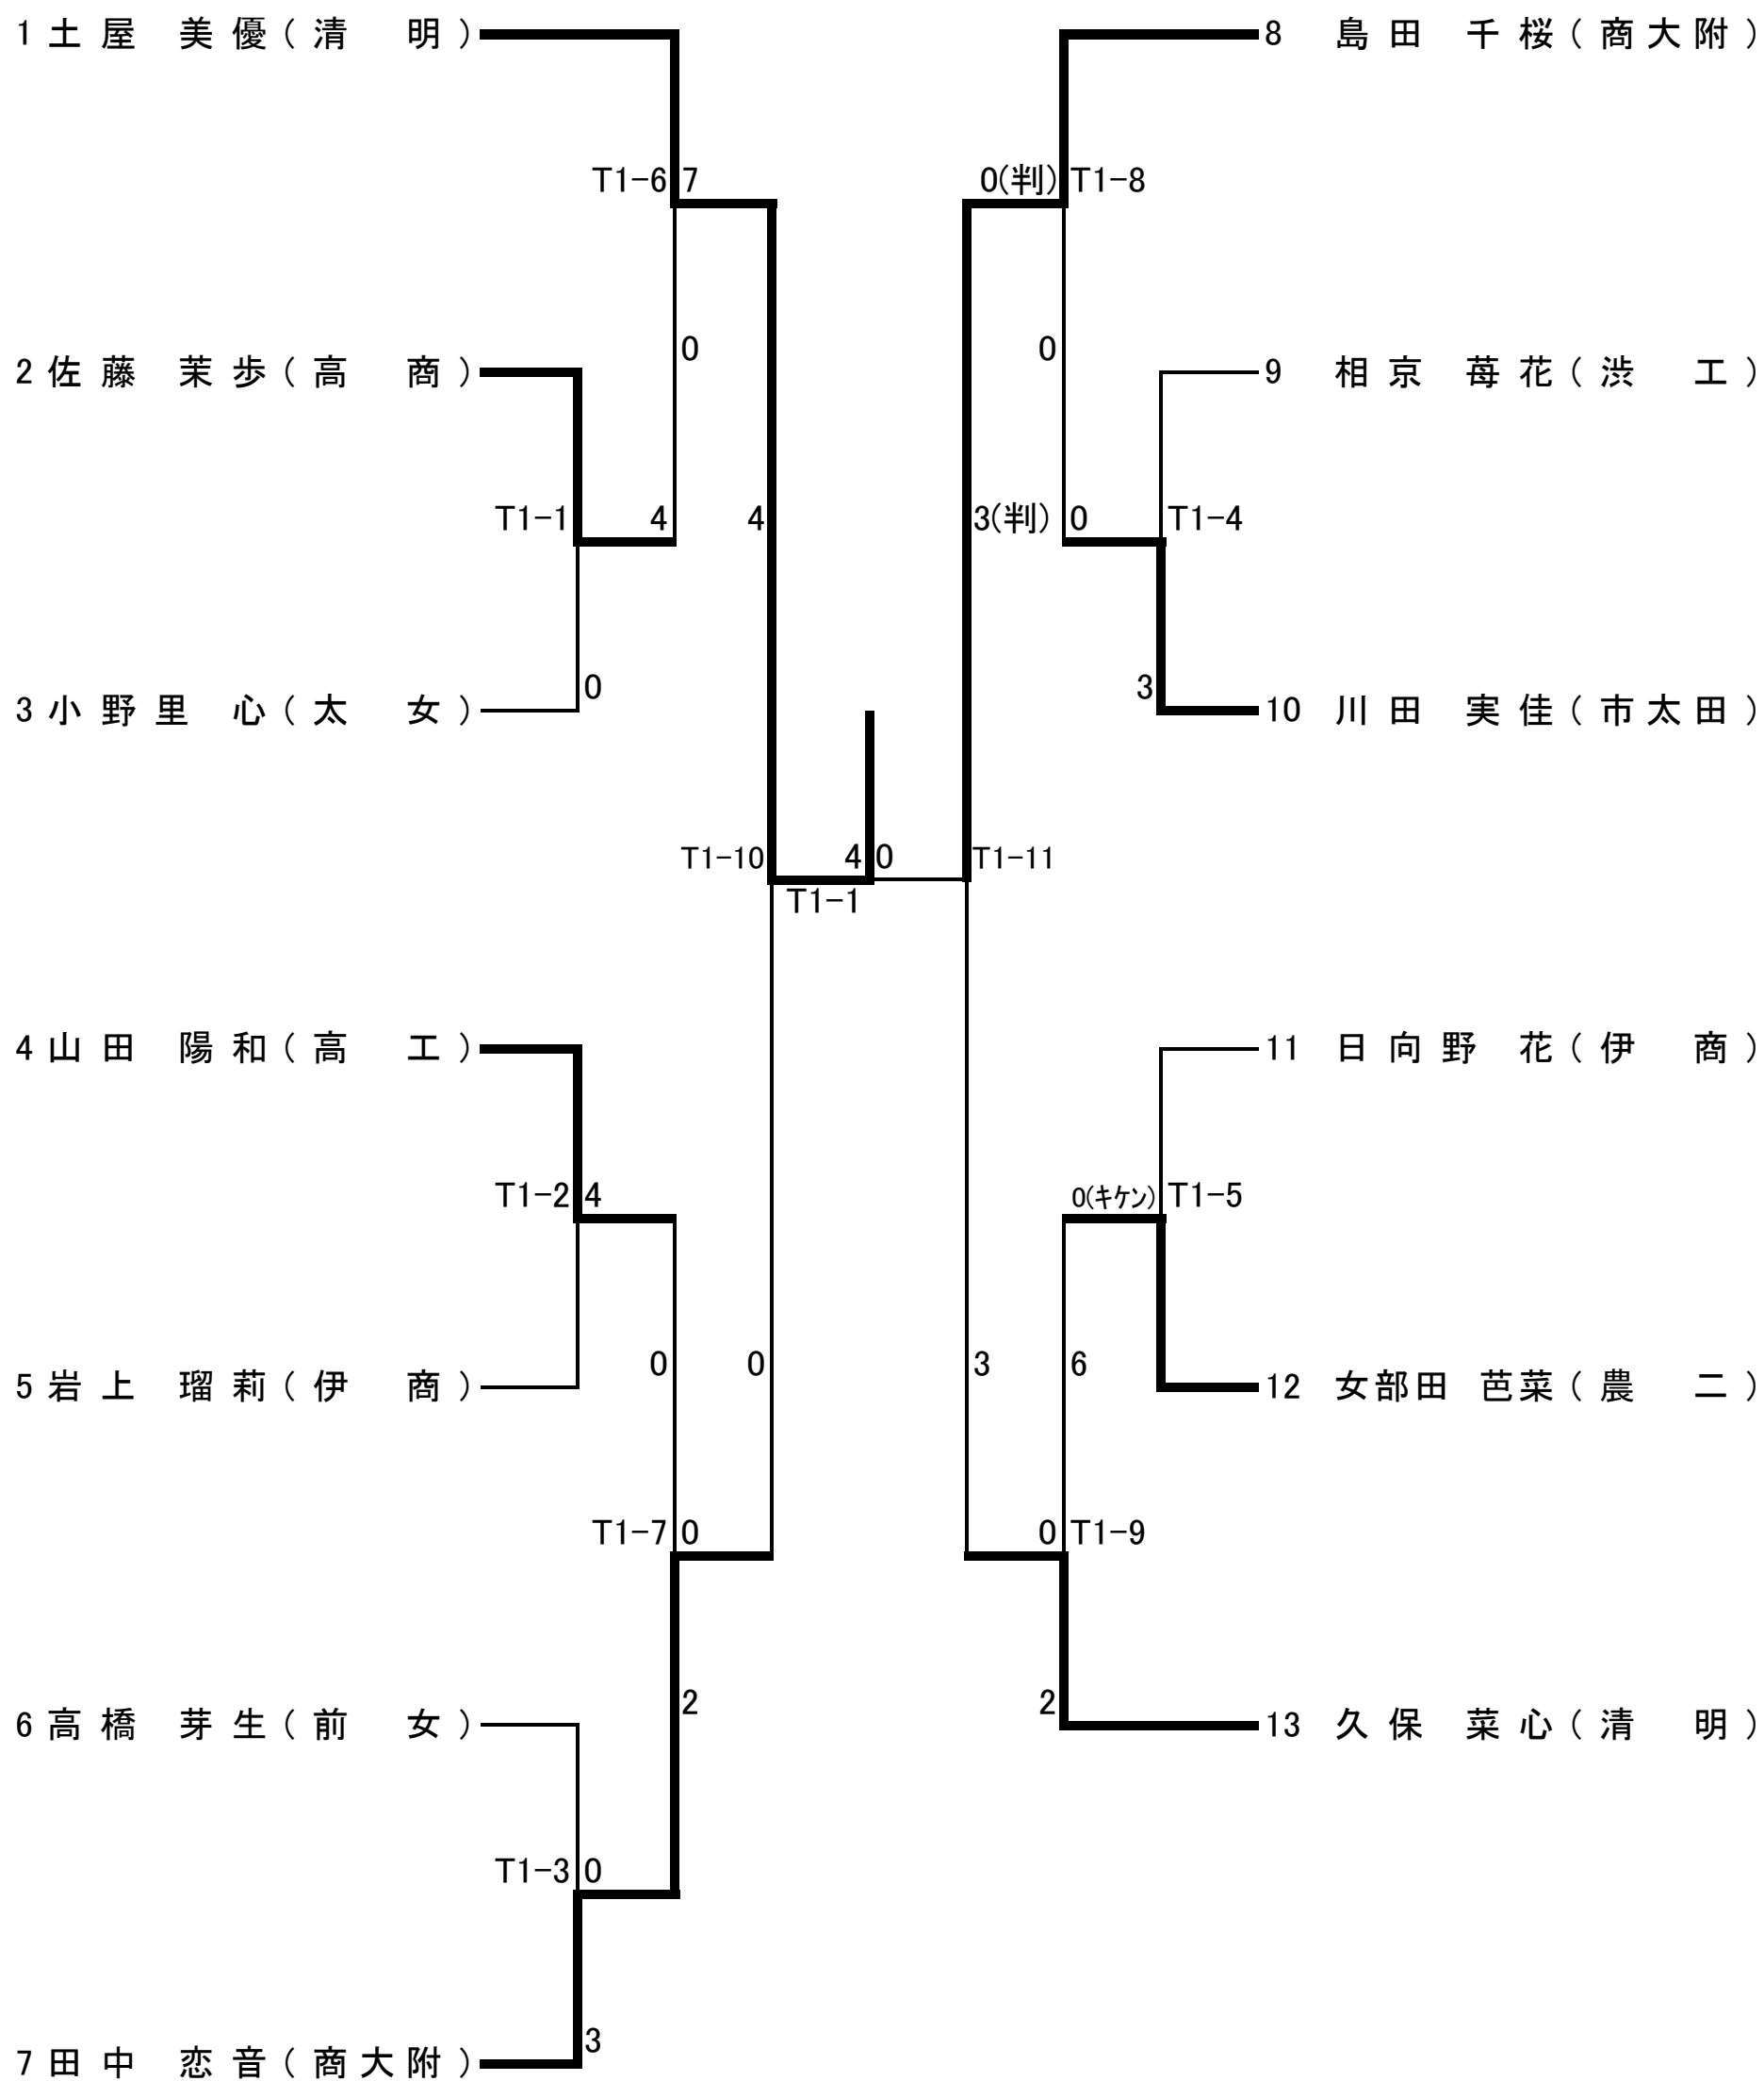 1 土屋 美優(清 明)
8 島田 千桜(商大附)
T1-6 7
0(判) T1-8
0
0
2 佐藤 茉歩(高 商)
9 相京 苺花(渋 工)
T1-1 4
4
3(判) 0
T1-4
0
3
3 小野里 心(太 女)
10 川田 実佳(市太田)
T1-10 4 0 T1-11
T1-1
4 山田 陽和(高 工)
11 日向野 花(伊 商)
T1-2 4
0(キケン) T1-5
0
0
3
6
5 岩上 瑠莉(伊 商)
12 女部田 芭菜(農 二)
T1-7 0
0 T1-9
2
2
6 高橋 芽生(前 女)
13 久保 菜心(清 明)
T1-3 0
3
7 田中 恋音(商大附)